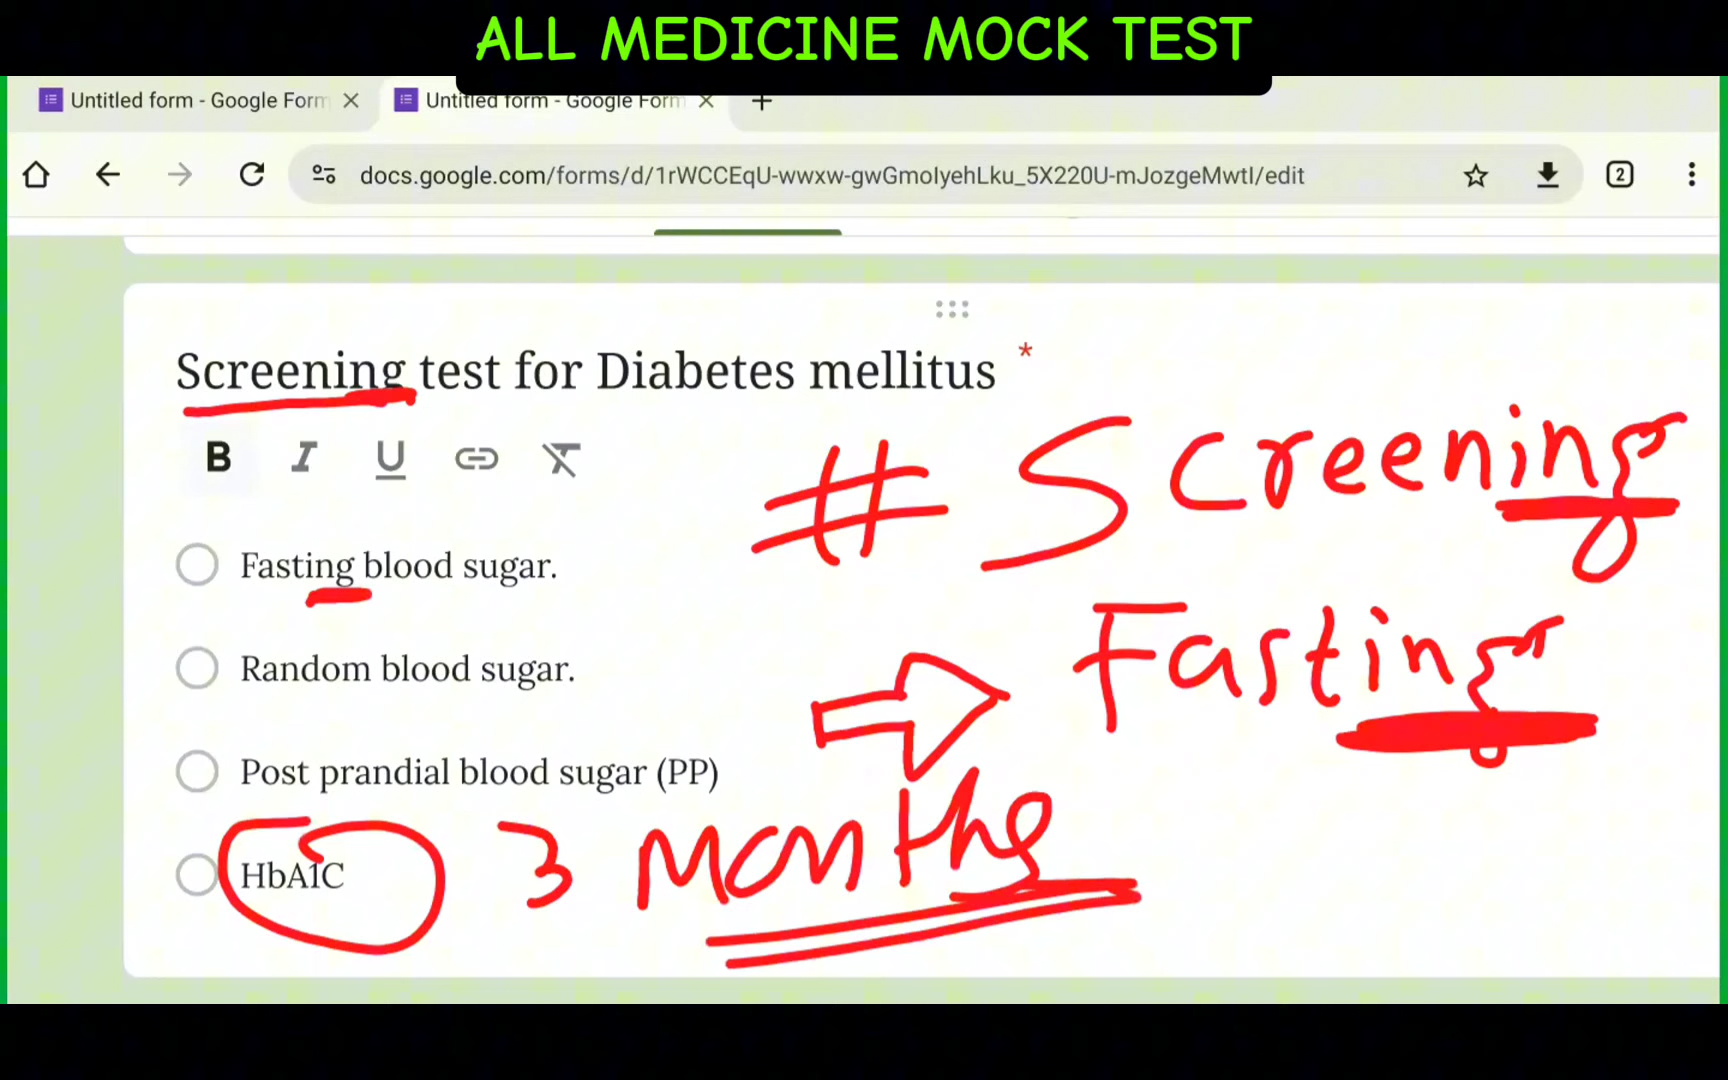 ALL MEDICINE MOCK TEST
Untitled form - Google Form
Untitled form - Google Form
docs.google.com/forms/d/1rWCCEqU-wwxw-gwGmoIyehLku_5X220U-mJozgeMwtI/edit
2
Screening test for Diabetes mellitus *
B I U
# Screening
Fasting blood sugar.
Fasting
Random blood sugar.
Post prandial blood sugar (PP)
HbA1C
3 months